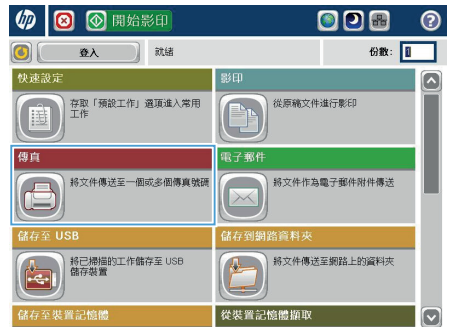 hp 開始影印 ?
登入 就緒 份數: 1
快速設定 影印
存取「預設工作」選項進入常用
工作
從原稿文件進行影印
傳真 電子郵件
將文件傳送至一個或多個傳真號碼
將文件作為電子郵件附件傳送
儲存至 USB 儲存到網路資料夾
將已掃描的工作儲存至 USB
儲存裝置
將文件傳送至網路上的資料夾
儲存至裝置記憶體 從裝置記憶體擷取